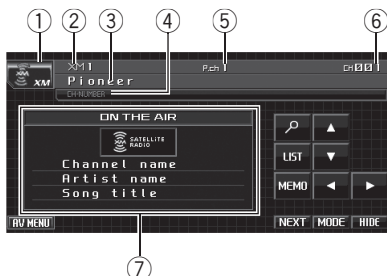 1 2 3 4 5 6
XM
XM1 P.ch 1 CH001
Pioneer
CH-NUMBER
ON THE AIR
XM SATELLITE RADIO
Channel name
Artist name
Song title
LIST
MEMO
AV MENU NEXT MODE HIDE
7